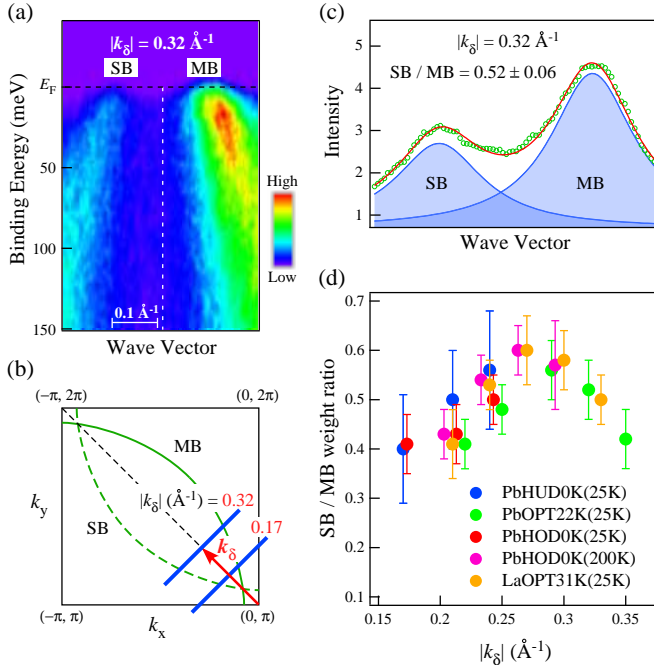 (a)
|kδ| = 0.32 Å⁻¹
SB
MB
EF
Binding Energy (meV)
50
100
150
0.1 Å⁻¹
Wave Vector
High
Low
(c)
|kδ| = 0.32 Å⁻¹
SB / MB = 0.52 ± 0.06
Intensity
5
4
3
2
1
SB
MB
Wave Vector
(b)
(−π, 2π)
(0, 2π)
MB
|kδ| (Å⁻¹) = 0.32
0.17
ky
SB
kδ
(−π, π)
(0, π)
kx
(d)
SB / MB weight ratio
0.7
0.6
0.5
0.4
0.3
0.2
0.1
PbHUD0K(25K)
PbOPT22K(25K)
PbHOD0K(25K)
PbHOD0K(200K)
LaOPT31K(25K)
0.15
0.2
0.25
0.3
0.35
|kδ| (Å⁻¹)